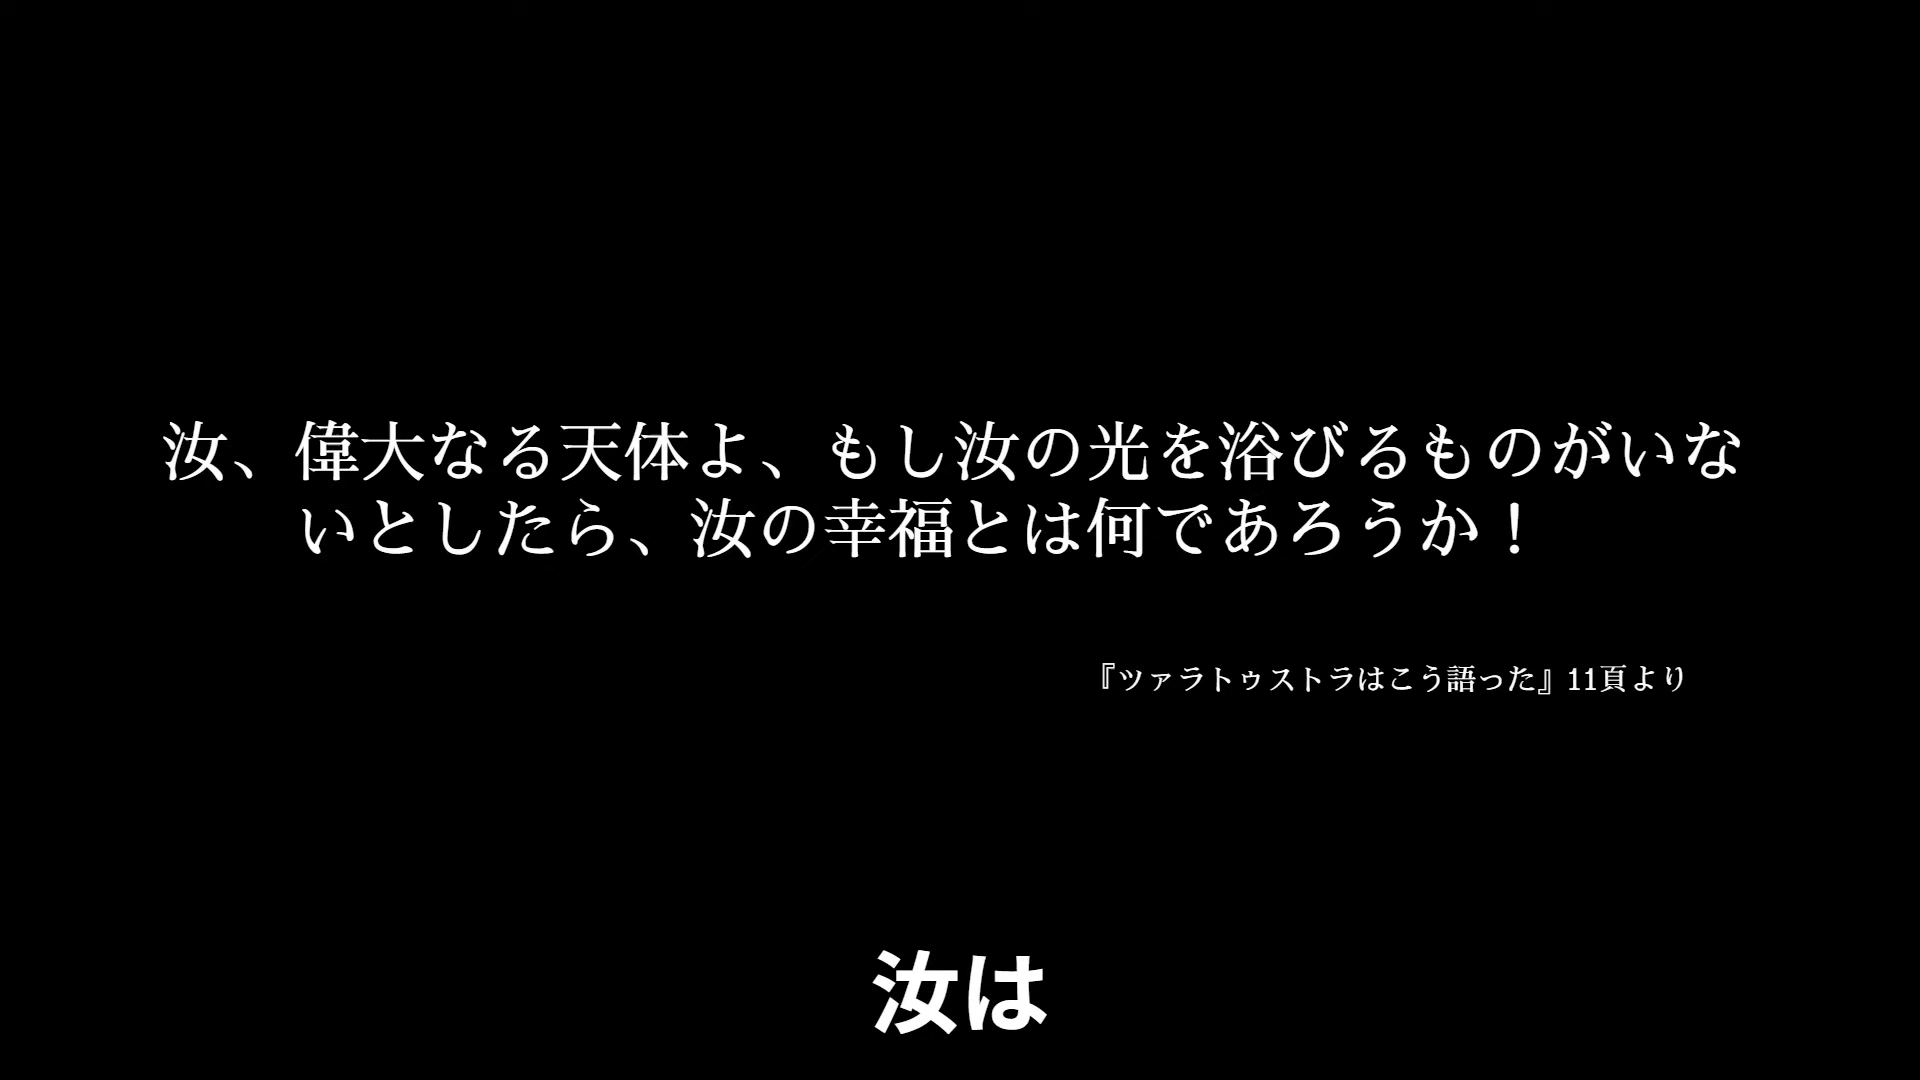 汝、偉大なる天体よ、もし汝の光を浴びるものがいな
いとしたら、汝の幸福とは何であろうか！
『ツァラトゥストラはこう語った』11頁より
汝は